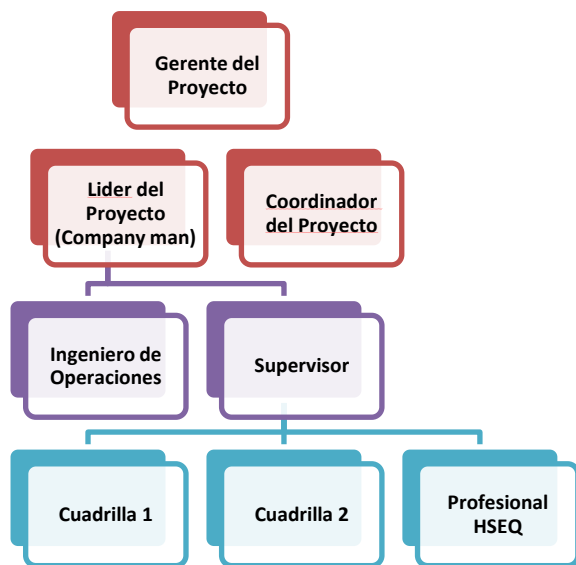 Gerente del
Proyecto
Lider del
Proyecto
(Company man)
Coordinador
del Proyecto
Ingeniero de
Operaciones
Supervisor
Cuadrilla 1
Cuadrilla 2
Profesional
HSEQ